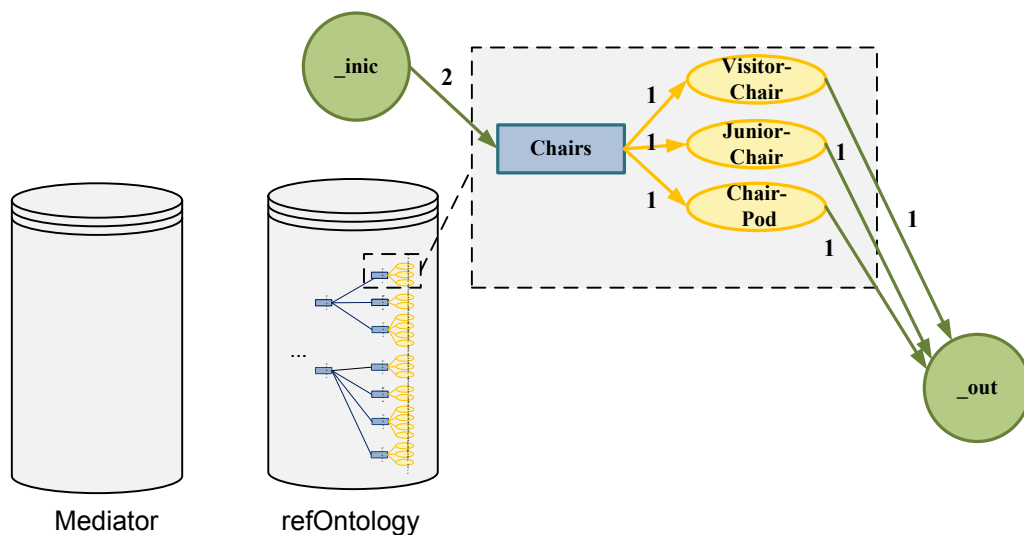 _inic
2
Visitor-
Chair
1
Chairs
1
Junior-
Chair
1
1
Chair-
Pod
1
1
...
_out
Mediator
refOntology